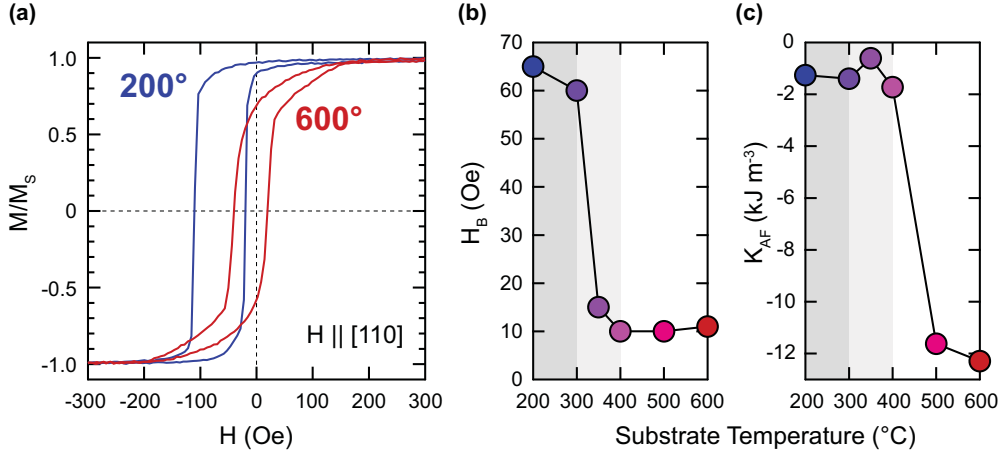 (a)
1.0
0.5
0
-0.5
-1.0
M/M_S
200°
600°
H || [110]
-300 -200 -100 0 100 200 300
H (Oe)
(b)
70
60
50
40
30
20
10
0
H_B (Oe)
200 300 400 500 600
(c)
0
-2
-4
-6
-8
-10
-12
K_AF (kJ m⁻³)
200 300 400 500 600
Substrate Temperature (°C)